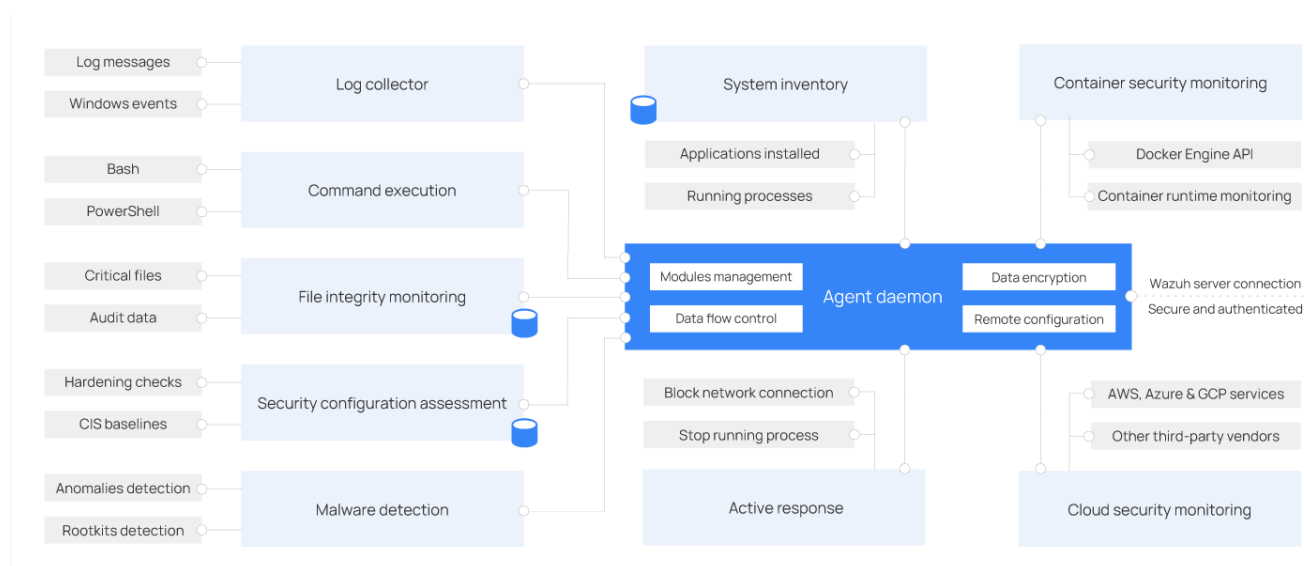 Log messages
Windows events
Log collector
Bash
PowerShell
Command execution
Critical files
Audit data
File integrity monitoring
Hardening checks
CIS baselines
Security configuration assessment
Anomalies detection
Rootkits detection
Malware detection
System inventory
Applications installed
Running processes
Container security monitoring
Docker Engine API
Container runtime monitoring
Modules management
Data flow control
Agent daemon
Data encryption
Remote configuration
Wazuh server connection
Secure and authenticated
Block network connection
Stop running process
Active response
AWS, Azure & GCP services
Other third-party vendors
Cloud security monitoring